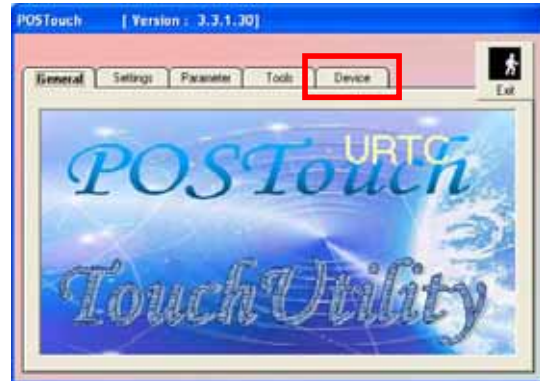 POSTouch [ Version : 3.3.1.30]
General Settings Parameter Tools Device
Exit
URTC
POSTouch
TouchUtility